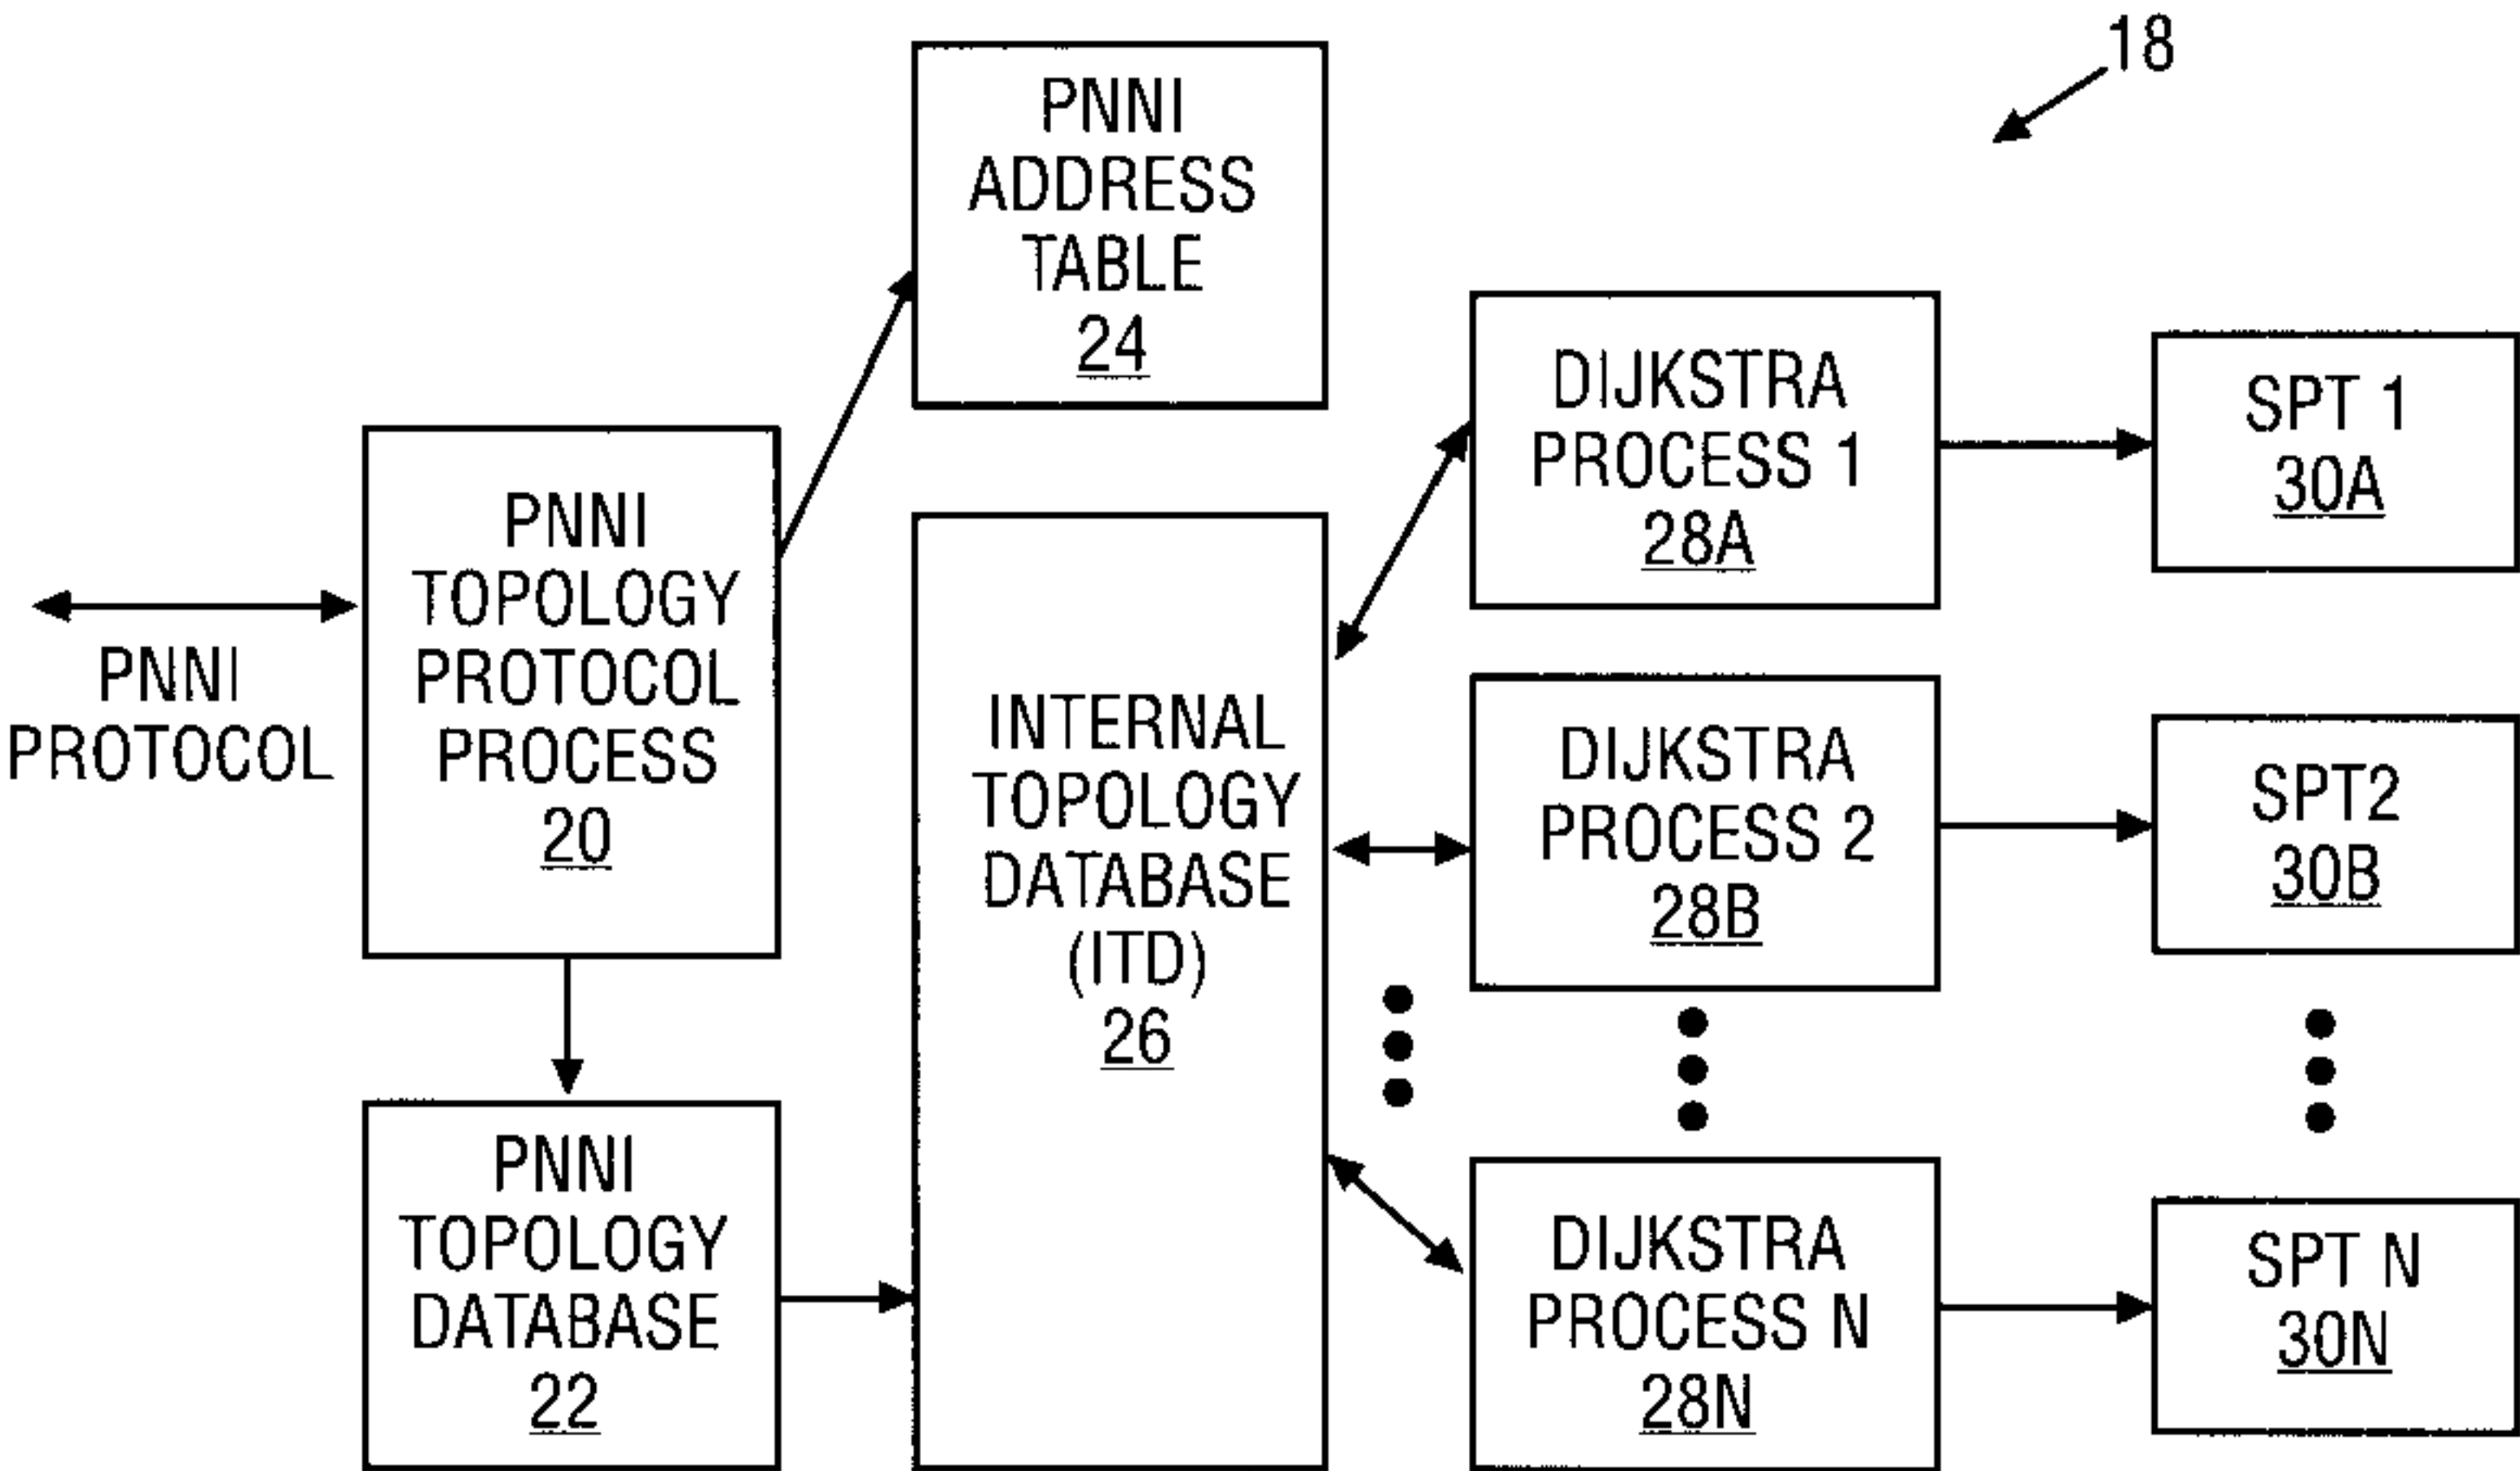 18
PNNI
ADDRESS
TABLE
24
PNNI
PROTOCOL
PNNI
TOPOLOGY
PROTOCOL
PROCESS
20
PNNI
TOPOLOGY
DATABASE
22
INTERNAL
TOPOLOGY
DATABASE
(ITD)
26
DIJKSTRA
PROCESS 1
28A
SPT 1
30A
DIJKSTRA
PROCESS 2
28B
SPT2
30B
DIJKSTRA
PROCESS N
28N
SPT N
30N